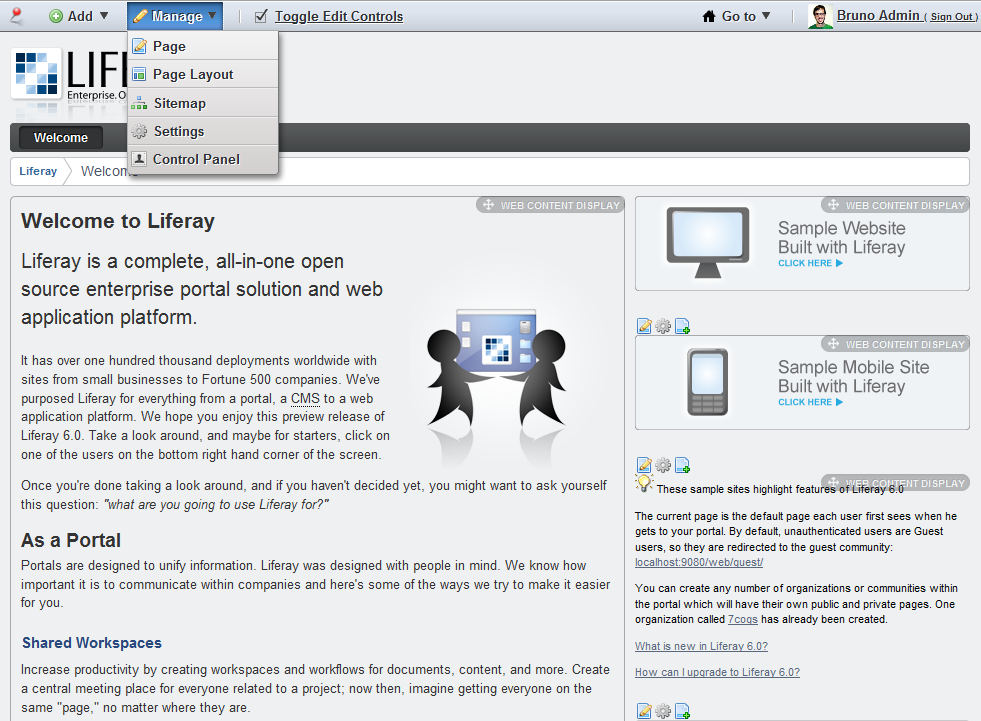 Add Manage Toggle Edit Controls Go to Bruno Admin ( Sign Out )
Page
Page Layout
Sitemap
Settings
Control Panel
LIF
Enterprise. O
Welcome
Liferay Welcom
WEB CONTENT DISPLAY
Welcome to Liferay
Liferay is a complete, all-in-one open
source enterprise portal solution and web
application platform.
It has over one hundred thousand deployments worldwide with
sites from small businesses to Fortune 500 companies. We've
purposed Liferay for everything from a portal, a CMS to a web
application platform. We hope you enjoy this preview release of
Liferay 6.0. Take a look around, and maybe for starters, click on
one of the users on the bottom right hand corner of the screen.
Once you're done taking a look around, and if you haven't decided yet, you might want to ask yourself
this question: "what are you going to use Liferay for?"
As a Portal
Portals are designed to unify information. Liferay was designed with people in mind. We know how
important it is to communicate within companies and here's some of the ways we try to make it easier
for you.
Shared Workspaces
Increase productivity by creating workspaces and workflows for documents, content, and more. Create
a central meeting place for everyone related to a project; now then, imagine getting everyone on the
same "page," no matter where they are.
WEB CONTENT DISPLAY
Sample Website
Built with Liferay
CLICK HERE
WEB CONTENT DISPLAY
Sample Mobile Site
Built with Liferay
CLICK HERE
WEB CONTENT DISPLAY
These sample sites highlight features of Liferay 6.0
The current page is the default page each user first sees when he
gets to your portal. By default, unauthenticated users are Guest
users, so they are redirected to the guest community:
localhost:9080/web/guest/
You can create any number of organizations or communities within
the portal which will have their own public and private pages. One
organization called 7cogs has already been created.
What is new in Liferay 6.0?
How can I upgrade to Liferay 6.0?